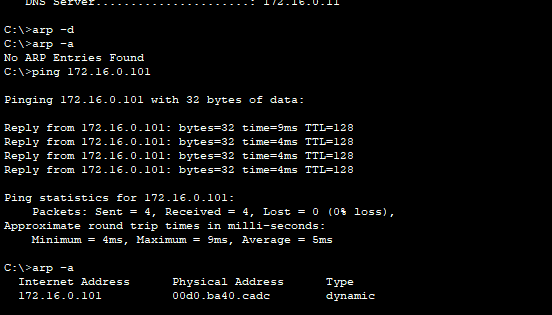 DNS Server......................: 172.16.0.11
C:\>arp -d
C:\>arp -a
No ARP Entries Found
C:\>ping 172.16.0.101
Pinging 172.16.0.101 with 32 bytes of data:
Reply from 172.16.0.101: bytes=32 time=9ms TTL=128
Reply from 172.16.0.101: bytes=32 time=4ms TTL=128
Reply from 172.16.0.101: bytes=32 time=4ms TTL=128
Reply from 172.16.0.101: bytes=32 time=4ms TTL=128
Ping statistics for 172.16.0.101:
Packets: Sent = 4, Received = 4, Lost = 0 (0% loss),
Approximate round trip times in milli-seconds:
Minimum = 4ms, Maximum = 9ms, Average = 5ms
C:\>arp -a
Internet Address Physical Address Type
172.16.0.101 00d0.ba40.cadc dynamic